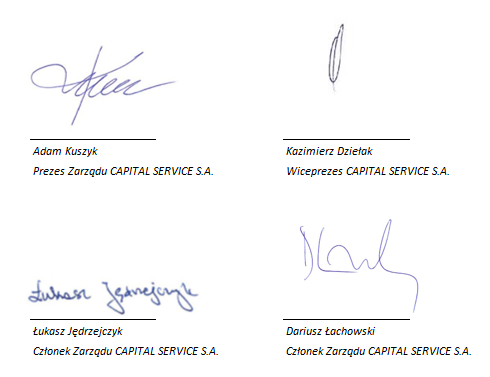 Adam Kuszyk
Prezes Zarządu CAPITAL SERVICE S.A.
Kazimierz Dziełak
Wiceprezes CAPITAL SERVICE S.A.
Łukasz Jędrzejczyk
Łukasz Jędrzejczyk
Członek Zarządu CAPITAL SERVICE S.A.
Dariusz Łachowski
Członek Zarządu CAPITAL SERVICE S.A.